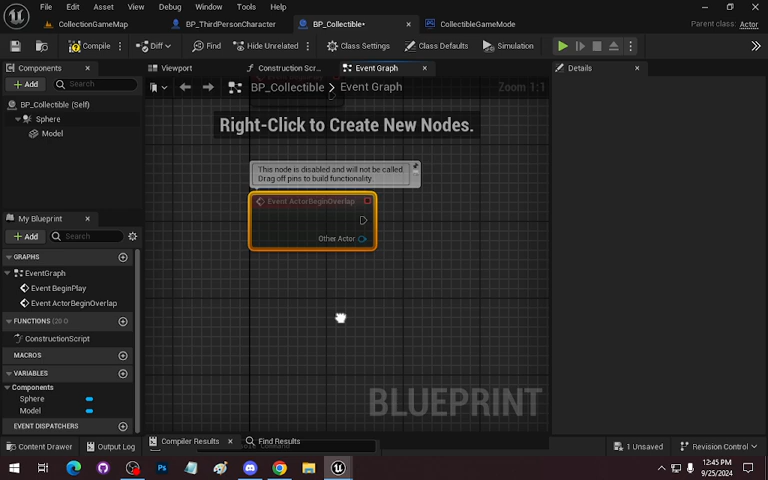 File Edit Asset View Debug Window Tools Help
Parent class: Actor
CollectionGameMap BP_ThirdPersonCharacter BP_Collectible• CollectibleGameMode
Compile Diff Find Hide Unrelated Class Settings Class Defaults Simulation
Components Viewport Construction Scr... Event Graph Details
Add Search
BP_Collectible Event Graph Zoom 1:1
BP_Collectible (Self)
Sphere
Model
Right-Click to Create New Nodes.
This node is disabled and will not be called.
Drag off pins to build functionality.
Event ActorBeginOverlap
Other Actor
My Blueprint
Add Search
GRAPHS
EventGraph
Event BeginPlay
Event ActorBeginOverlap
FUNCTIONS
ConstructionScript
MACROS
VARIABLES
Components
Sphere
Model
EVENT DISPATCHERS
BLUEPRINT
Compiler Results Find Results
Content Drawer Output Log 1 Unsaved Revision Control
12:45 PM
9/25/2024